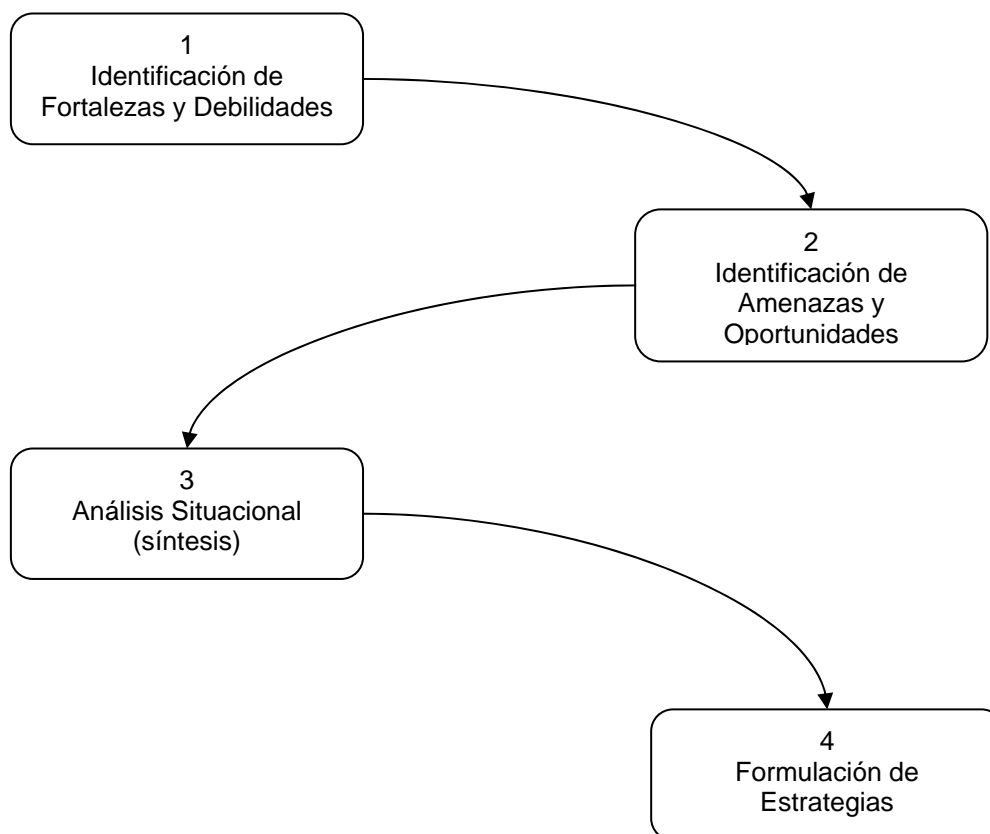 1
Identificación de
Fortalezas y Debilidades
2
Identificación de
Amenazas y
Oportunidades
3
Análisis Situacional
(síntesis)
4
Formulación de
Estrategias